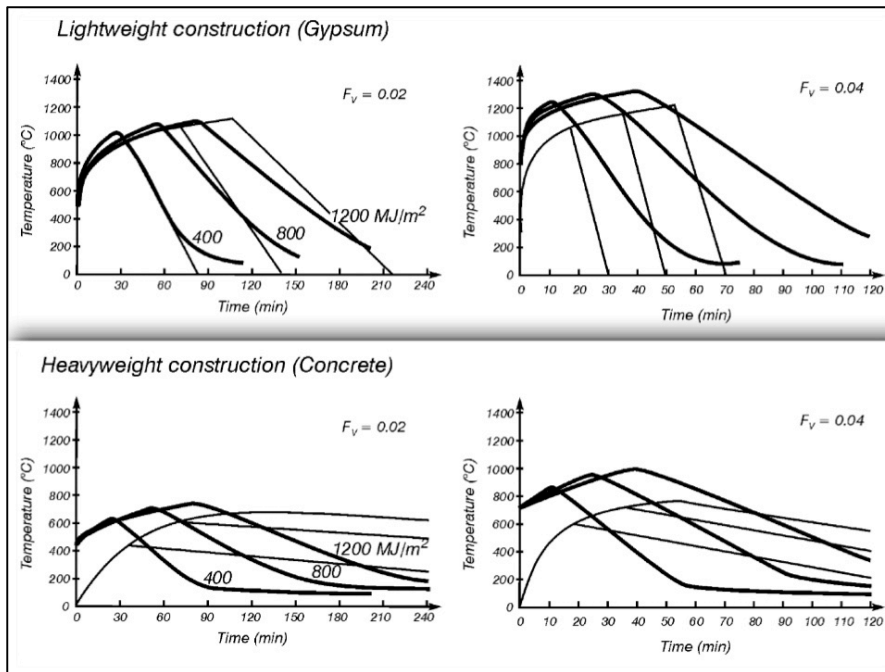 Lightweight construction (Gypsum)
1400
1200
1000
800
600
400
200
0
Temperature (°C)
Fv = 0.02
400
800
1200 MJ/m²
0 30 60 90 120 150 180 210 240
Time (min)
1400
1200
1000
800
600
400
200
0
Temperature (°C)
Fv = 0.04
0 10 20 30 40 50 60 70 80 90 100 110 120
Time (min)
Heavyweight construction (Concrete)
1400
1200
1000
800
600
400
200
0
Temperature (°C)
Fv = 0.02
400
800
1200 MJ/m²
0 30 60 90 120 150 180 210 240
Time (min)
1400
1200
1000
800
600
400
200
0
Temperature (°C)
Fv = 0.04
0 10 20 30 40 50 60 70 80 90 100 110 120
Time (min)